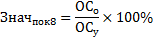 Знач_пок8 = ОС_о / ОС_у × 100%